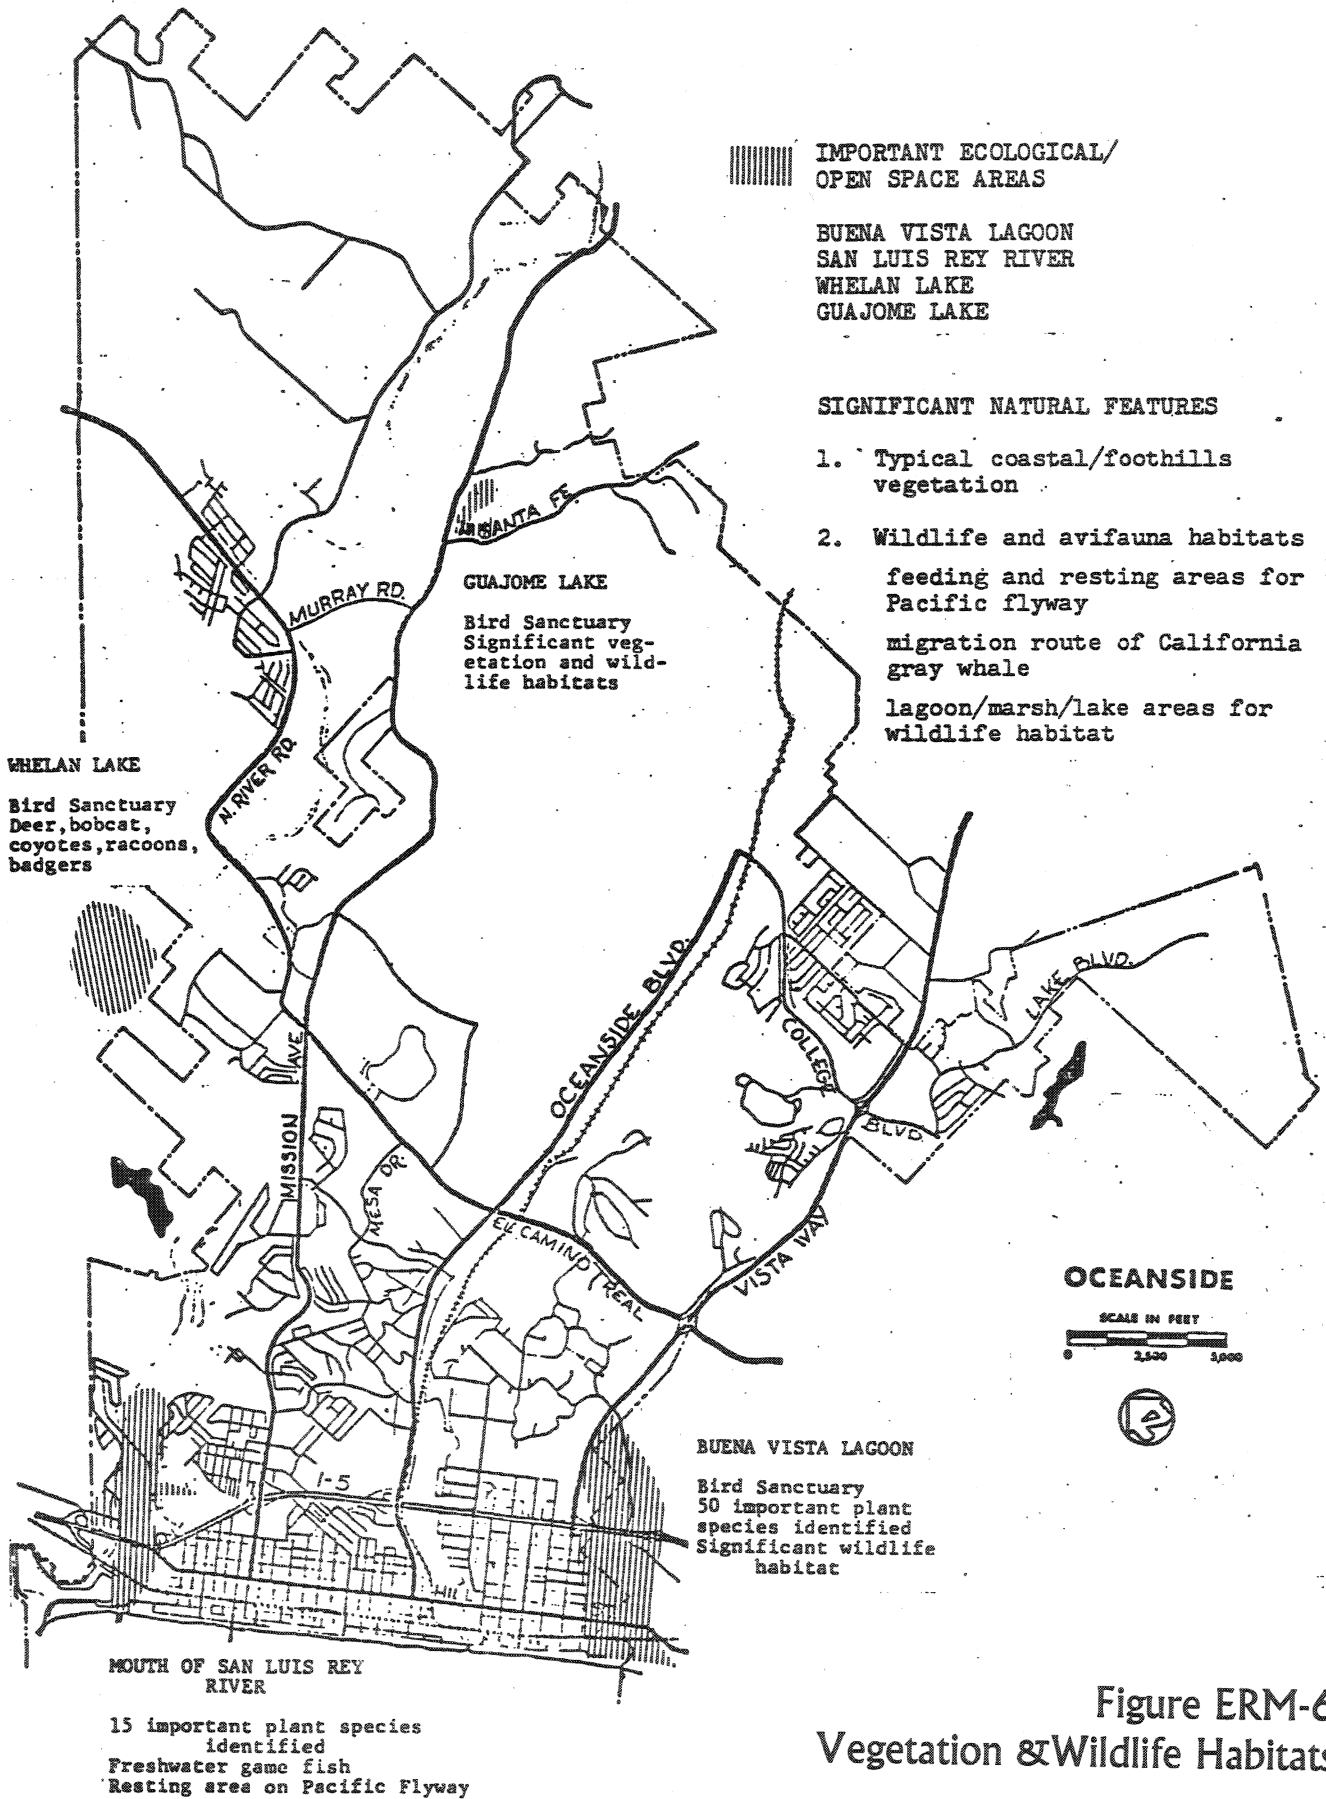 IMPORTANT ECOLOGICAL/
OPEN SPACE AREAS
BUENA VISTA LAGOON
SAN LUIS REY RIVER
WHELAN LAKE
GUAJOME LAKE
SIGNIFICANT NATURAL FEATURES
1. Typical coastal/foothills
vegetation
2. Wildlife and avifauna habitats
feeding and resting areas for
Pacific flyway
migration route of California
gray whale
lagoon/marsh/lake areas for
wildlife habitat
SANTA FE
GUAJOME LAKE
Bird Sanctuary
Significant veg-
etation and wild-
life habitats
MURRAY RD.
N. RIVER RD.
WHELAN LAKE
Bird Sanctuary
Deer,bobcat,
coyotes,racoons,
badgers
OCEANSIDE BLVD.
LAKE BLVD.
COLLEGE
BLVD.
MISSION AVE
MESA DR.
EL CAMINO REAL
VISTA WAY
OCEANSIDE
SCALE IN FEET
0 2,500 5,000
I-5
HILL
BUENA VISTA LAGOON
Bird Sanctuary
50 important plant
species identified
Significant wildlife
habitat
MOUTH OF SAN LUIS REY
RIVER
15 important plant species
identified
Freshwater game fish
Resting area on Pacific Flyway
Figure ERM-6
Vegetation &Wildlife Habitats